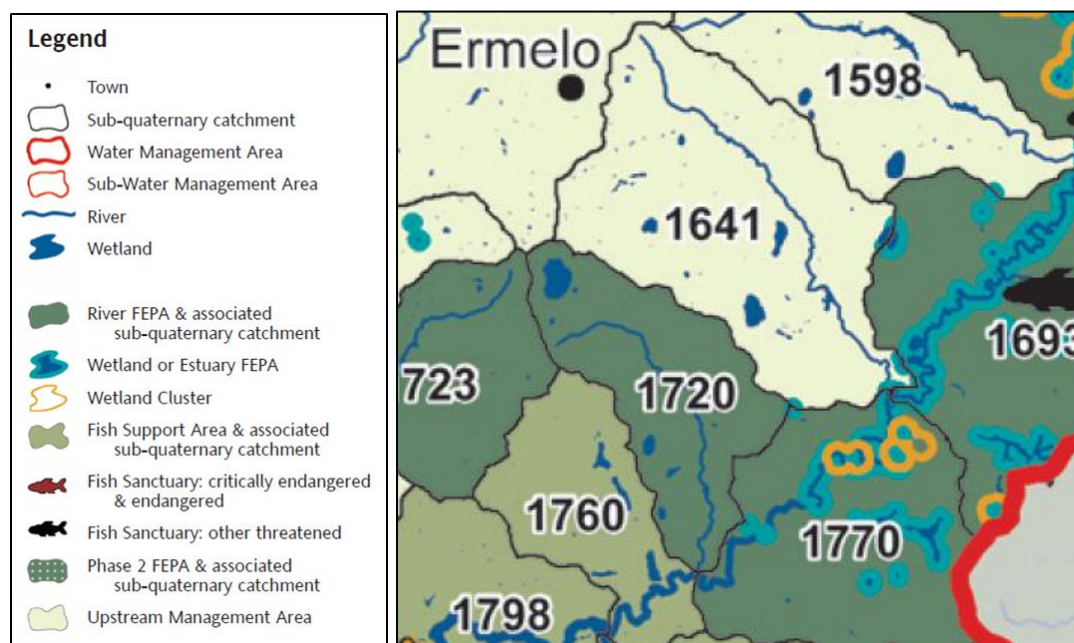 Legend
Town
Sub-quaternary catchment
Water Management Area
Sub-Water Management Area
River
Wetland
River FEPA & associated
sub-quaternary catchment
Wetland or Estuary FEPA
Wetland Cluster
Fish Support Area & associated
sub-quaternary catchment
Fish Sanctuary: critically endangered
& endangered
Fish Sanctuary: other threatened
Phase 2 FEPA & associated
sub-quaternary catchment
Upstream Management Area
Ermelo
1598
1641
1693
723
1720
1760
1770
1798